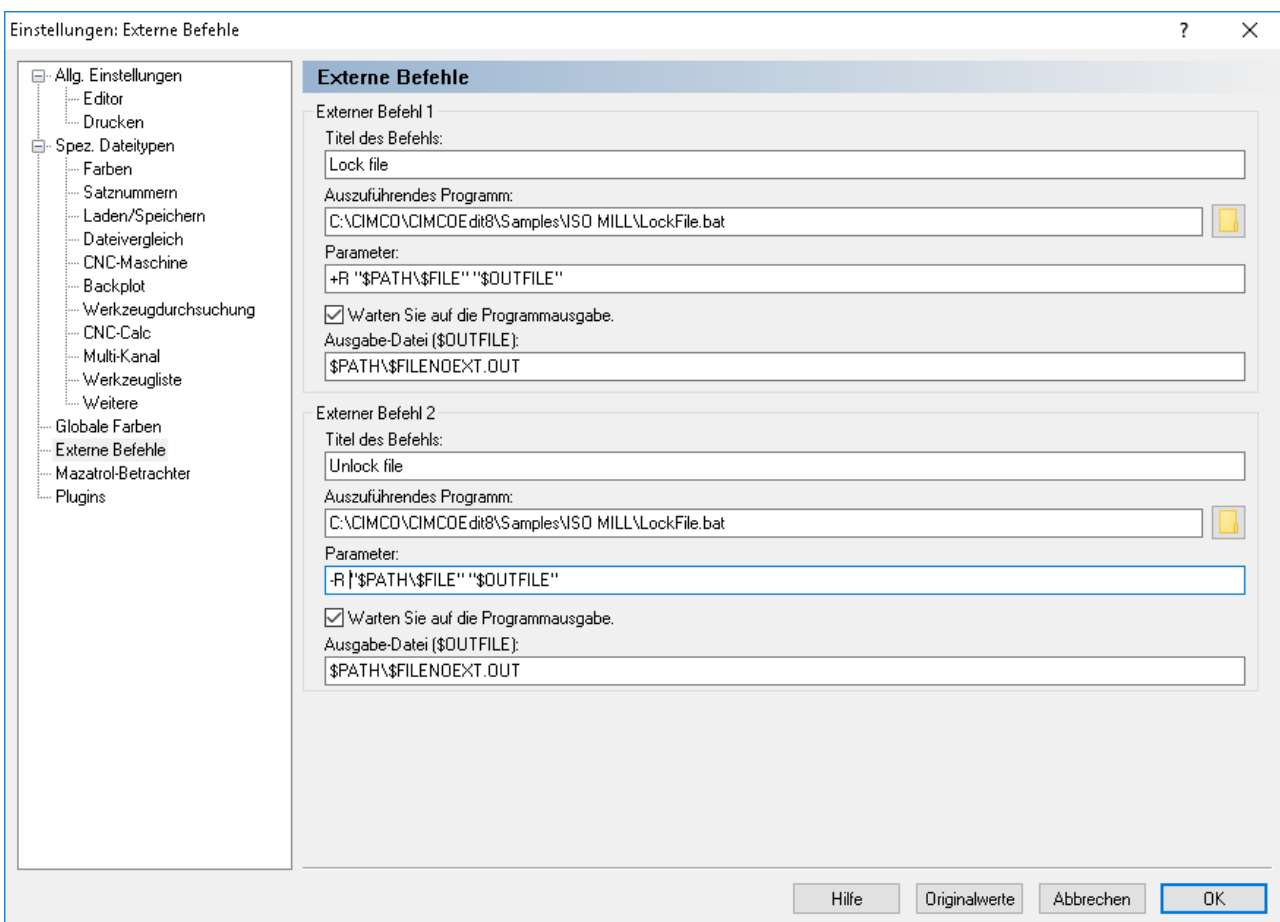 Einstellungen: Externe Befehle
?
Allg. Einstellungen
Editor
Drucken
Spez. Dateitypen
Farben
Satznummern
Laden/Speichern
Dateivergleich
CNC-Maschine
Backplot
Werkzeugdurchsuchung
CNC-Calc
Multi-Kanal
Werkzeugliste
Weitere
Globale Farben
Externe Befehle
Mazatrol-Betrachter
Plugins
Externe Befehle
Externer Befehl 1
Titel des Befehls:
Lock file
Auszuführendes Programm:
C:\CIMCO\CIMCOEdit8\Samples\ISO MILL\LockFile.bat
Parameter:
+R "$PATH\$FILE" "$OUTFILE"
Warten Sie auf die Programmausgabe.
Ausgabe-Datei ($OUTFILE):
$PATH\$FILENOEXT.OUT
Externer Befehl 2
Titel des Befehls:
Unlock file
Auszuführendes Programm:
C:\CIMCO\CIMCOEdit8\Samples\ISO MILL\LockFile.bat
Parameter:
-R "$PATH\$FILE" "$OUTFILE"
Warten Sie auf die Programmausgabe.
Ausgabe-Datei ($OUTFILE):
$PATH\$FILENOEXT.OUT
Hilfe
Originalwerte
Abbrechen
OK